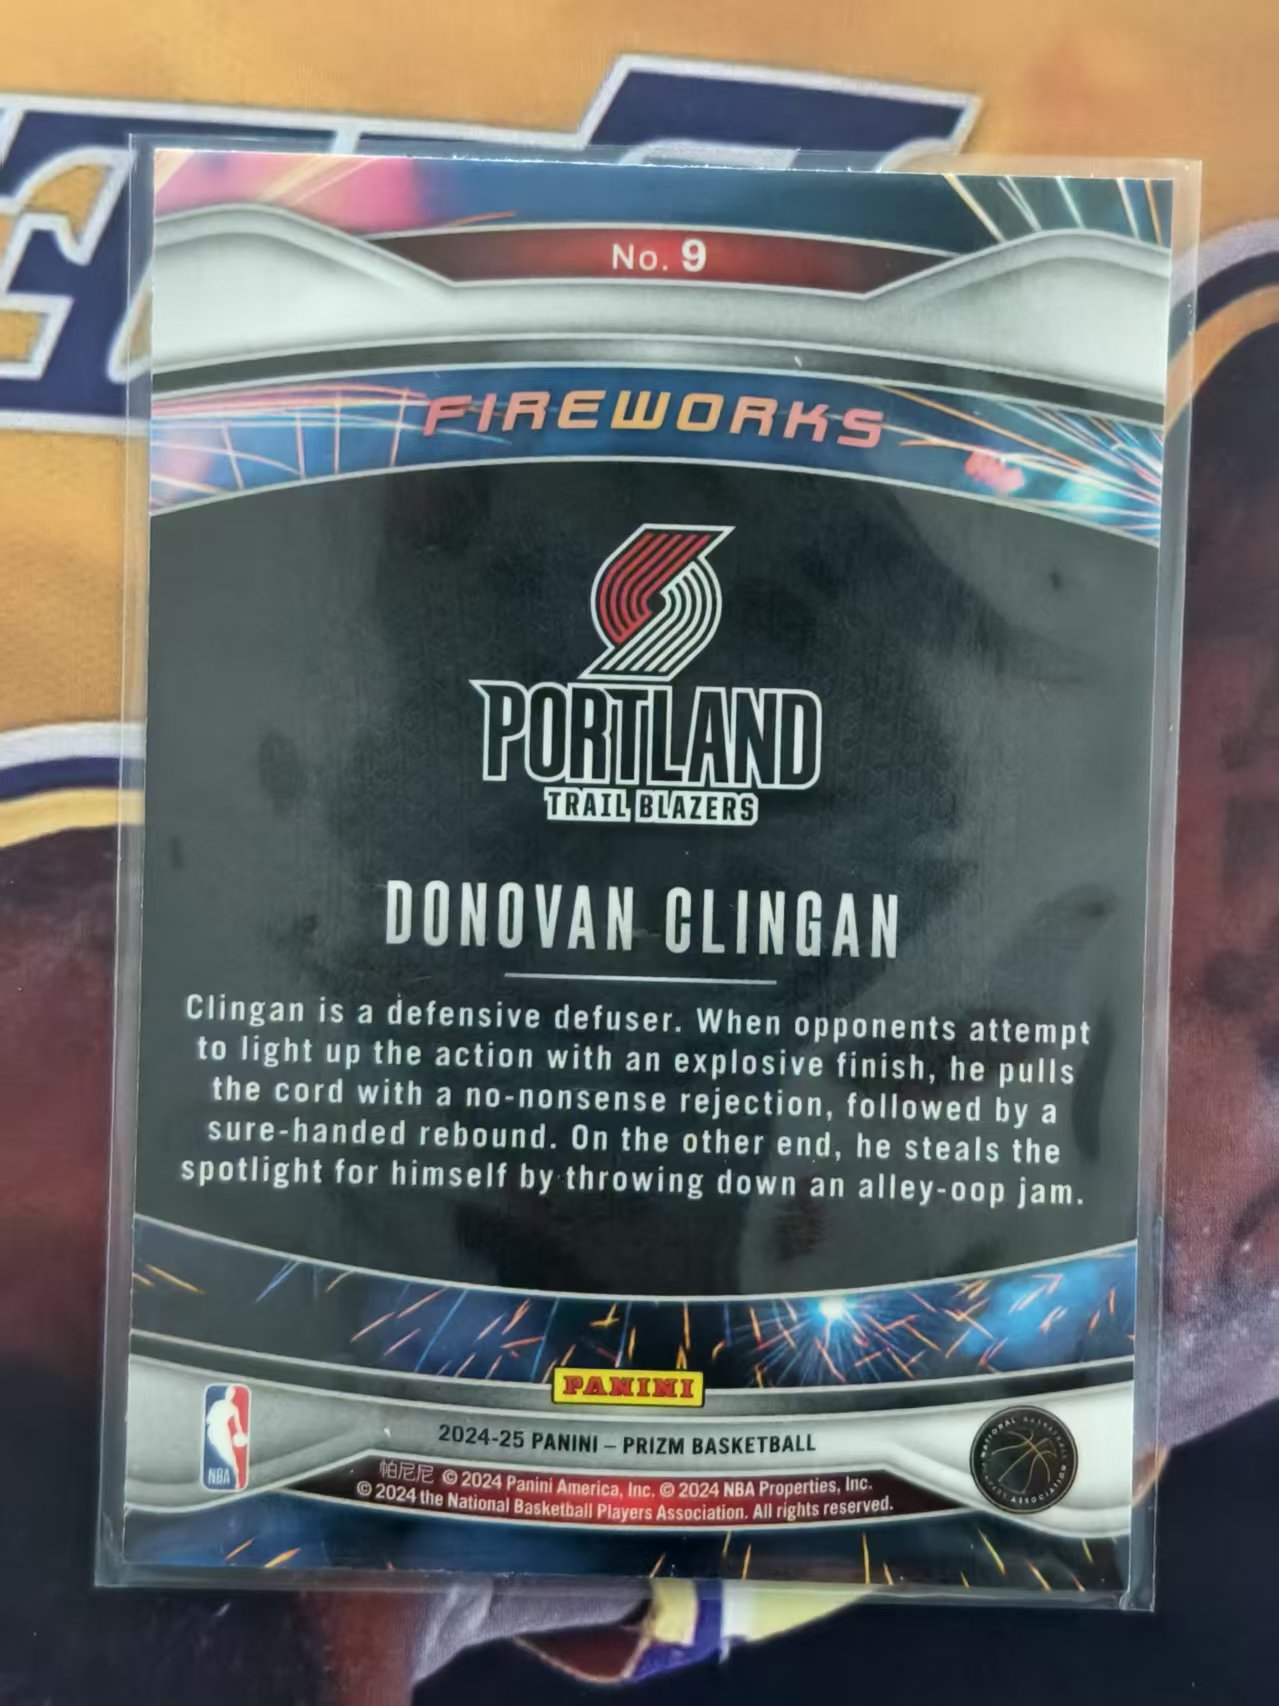 No. 9
FIREWORKS
PORTLAND
TRAIL BLAZERS
DONOVAN CLINGAN
Clingan is a defensive defuser. When opponents attempt
to light up the action with an explosive finish, he pulls
the cord with a no-nonsense rejection, followed by a
sure-handed rebound. On the other end, he steals the
spotlight for himself by throwing down an alley-oop jam.
PANINI
2024-25 PANINI – PRIZM BASKETBALL
NBA
帕尼尼 © 2024 Panini America, Inc. © 2024 NBA Properties, Inc.
© 2024 the National Basketball Players Association. All rights reserved.
NATIONAL BASKETBALL
PLAYERS ASSOCIATION